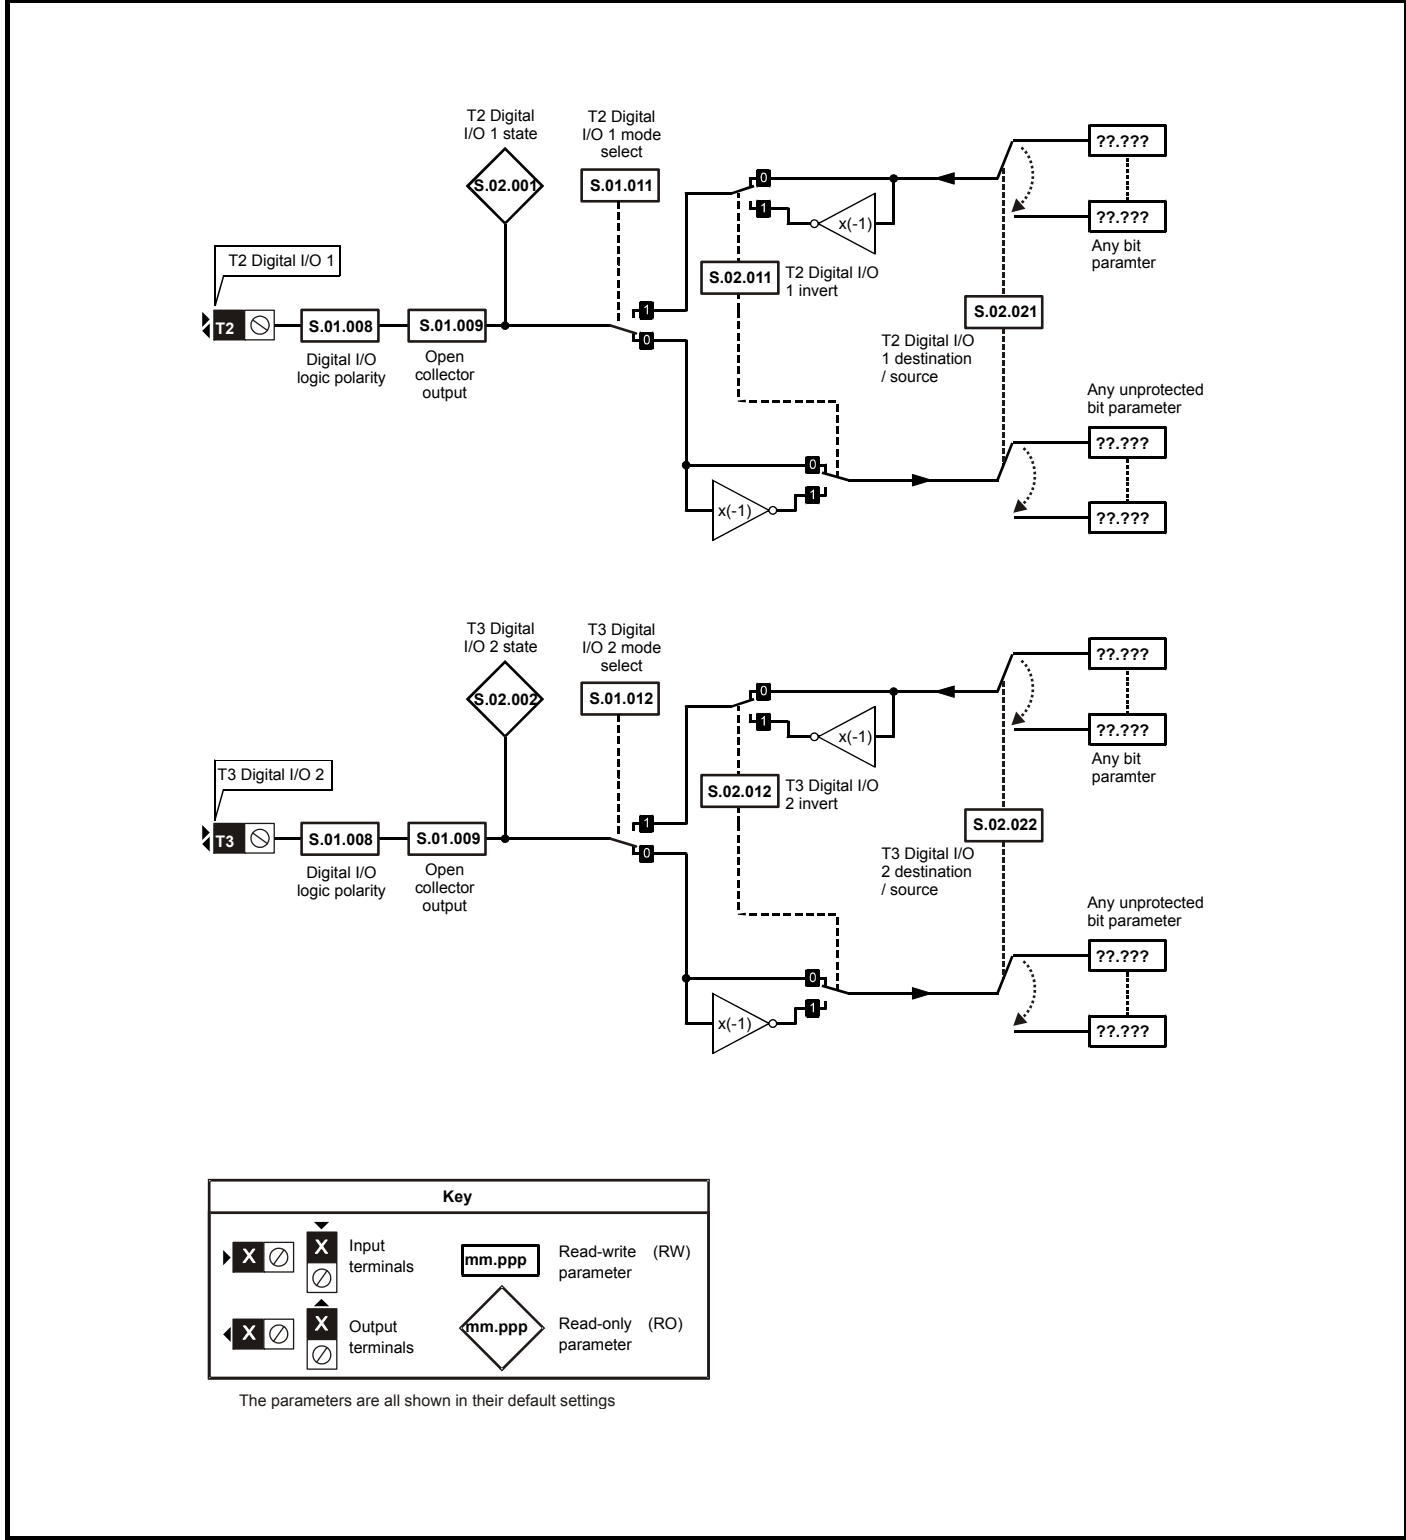 T2 Digital
I/O 1 state
T2 Digital
I/O 1 mode
select
S.02.001
S.01.011
0
1
x(-1)
??.???
??.???
Any bit
paramter
T2 Digital I/O 1
S.02.011
T2 Digital I/O
1 invert
S.02.021
T2
S.01.008
S.01.009
1
0
Digital I/O
logic polarity
Open
collector
output
T2 Digital I/O
1 destination
/ source
Any unprotected
bit parameter
??.???
??.???
0
1
x(-1)
T3 Digital
I/O 2 state
T3 Digital
I/O 2 mode
select
S.02.002
S.01.012
0
1
x(-1)
??.???
??.???
Any bit
paramter
T3 Digital I/O 2
S.02.012
T3 Digital I/O
2 invert
S.02.022
T3
S.01.008
S.01.009
1
0
Digital I/O
logic polarity
Open
collector
output
T3 Digital I/O
2 destination
/ source
Any unprotected
bit parameter
??.???
??.???
0
1
x(-1)
Key
X
X
Input
terminals
mm.ppp
Read-write (RW)
parameter
X
X
Output
terminals
mm.ppp
Read-only (RO)
parameter
The parameters are all shown in their default settings